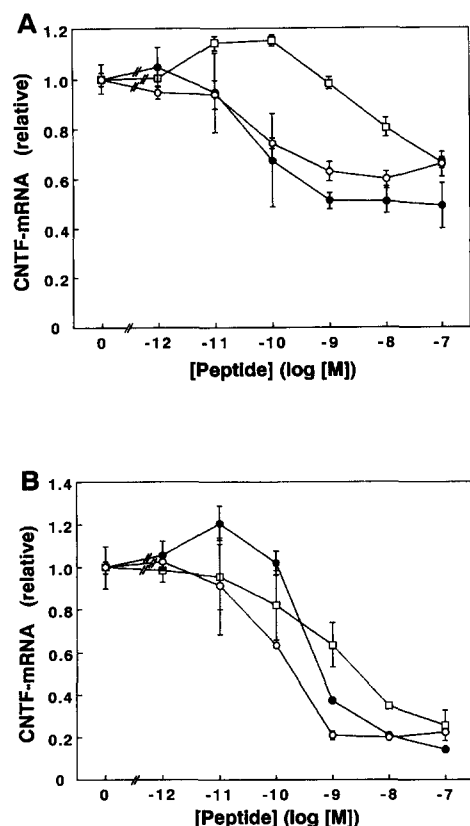 A
1.2
1.0
0.8
0.6
0.4
0.2
0
CNTF-mRNA (relative)
0 -12 -11 -10 -9 -8 -7
[Peptide] (log [M])
B
1.4
1.2
1.0
0.8
0.6
0.4
0.2
0
CNTF-mRNA (relative)
0 -12 -11 -10 -9 -8 -7
[Peptide] (log [M])